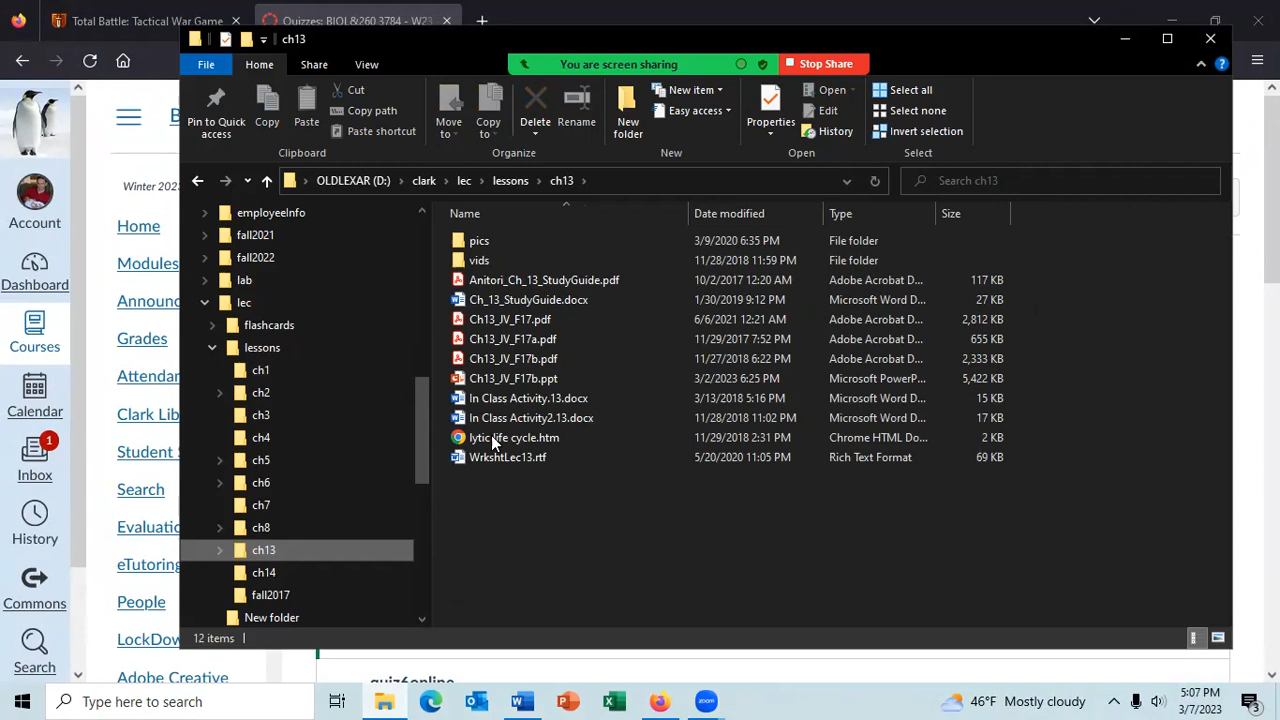 Total Battle: War Game
Quizzes: BIOL&260 3784 - W23
ch13
File Home Share View
You are screen sharing
Stop Share
Pin to Quick access
Copy
Paste
Cut
Copy path
Paste shortcut
Clipboard
Move to
Copy to
Delete
Rename
Organize
New folder
New item
Easy access
New
Properties
Open
Edit
History
Open
Select all
Select none
Invert selection
Select
OLDLEXAR (D:) clark lec lessons ch13
Search ch13
Name Date modified Type Size
pics 3/9/2020 6:35 PM File folder
vids 11/28/2018 11:59 PM File folder
Anitori_Ch_13_StudyGuide.pdf 10/2/2017 12:20 AM Adobe Acrobat D... 117 KB
Ch_13_StudyGuide.docx 1/30/2019 9:12 PM Microsoft Word D... 27 KB
Ch13_JV_F17.pdf 6/6/2021 12:21 AM Adobe Acrobat D... 2,812 KB
Ch13_JV_F17a.pdf 11/29/2017 7:52 PM Adobe Acrobat D... 655 KB
Ch13_JV_F17b.pdf 11/27/2018 6:22 PM Adobe Acrobat D... 2,333 KB
Ch13_JV_F17b.ppt 3/2/2023 6:25 PM Microsoft PowerP... 5,422 KB
In Class Activity.13.docx 3/13/2018 5:16 PM Microsoft Word D... 15 KB
In Class Activity2.13.docx 11/28/2018 11:02 PM Microsoft Word D... 17 KB
lytic life cycle.htm 11/29/2018 2:31 PM Chrome HTML Do... 2 KB
WrkshtLec13.rtf 5/20/2020 11:05 PM Rich Text Format 69 KB
employeeInfo
fall2021
fall2022
lab
lec
flashcards
lessons
ch1
ch2
ch3
ch4
ch5
ch6
ch7
ch8
ch13
ch14
fall2017
New folder
12 items
Account
Dashboard
Courses
Calendar
1
Inbox
History
Commons
Search
B
Winter 202
Home
Modules
Announc
Grades
Attendan
Clark Lib
Search
Evaluatio
eTutoring
People
LockDow
Adobe Creative
quiz6online
Type here to search
46°F Mostly cloudy
5:07 PM
3/7/2023
3